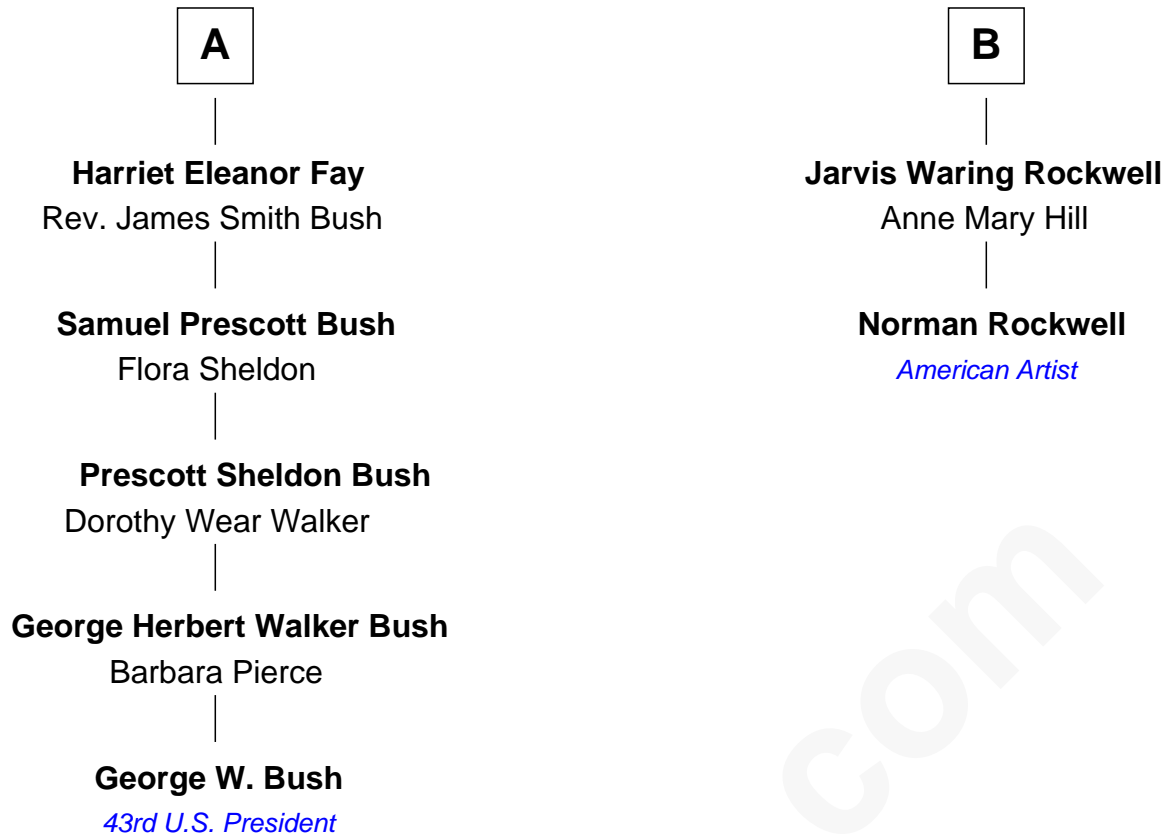 A
Harriet Eleanor Fay
Rev. James Smith Bush
Samuel Prescott Bush
Flora Sheldon
Prescott Sheldon Bush
Dorothy Wear Walker
George Herbert Walker Bush
Barbara Pierce
George W. Bush
43rd U.S. President
B
Jarvis Waring Rockwell
Anne Mary Hill
Norman Rockwell
American Artist
com